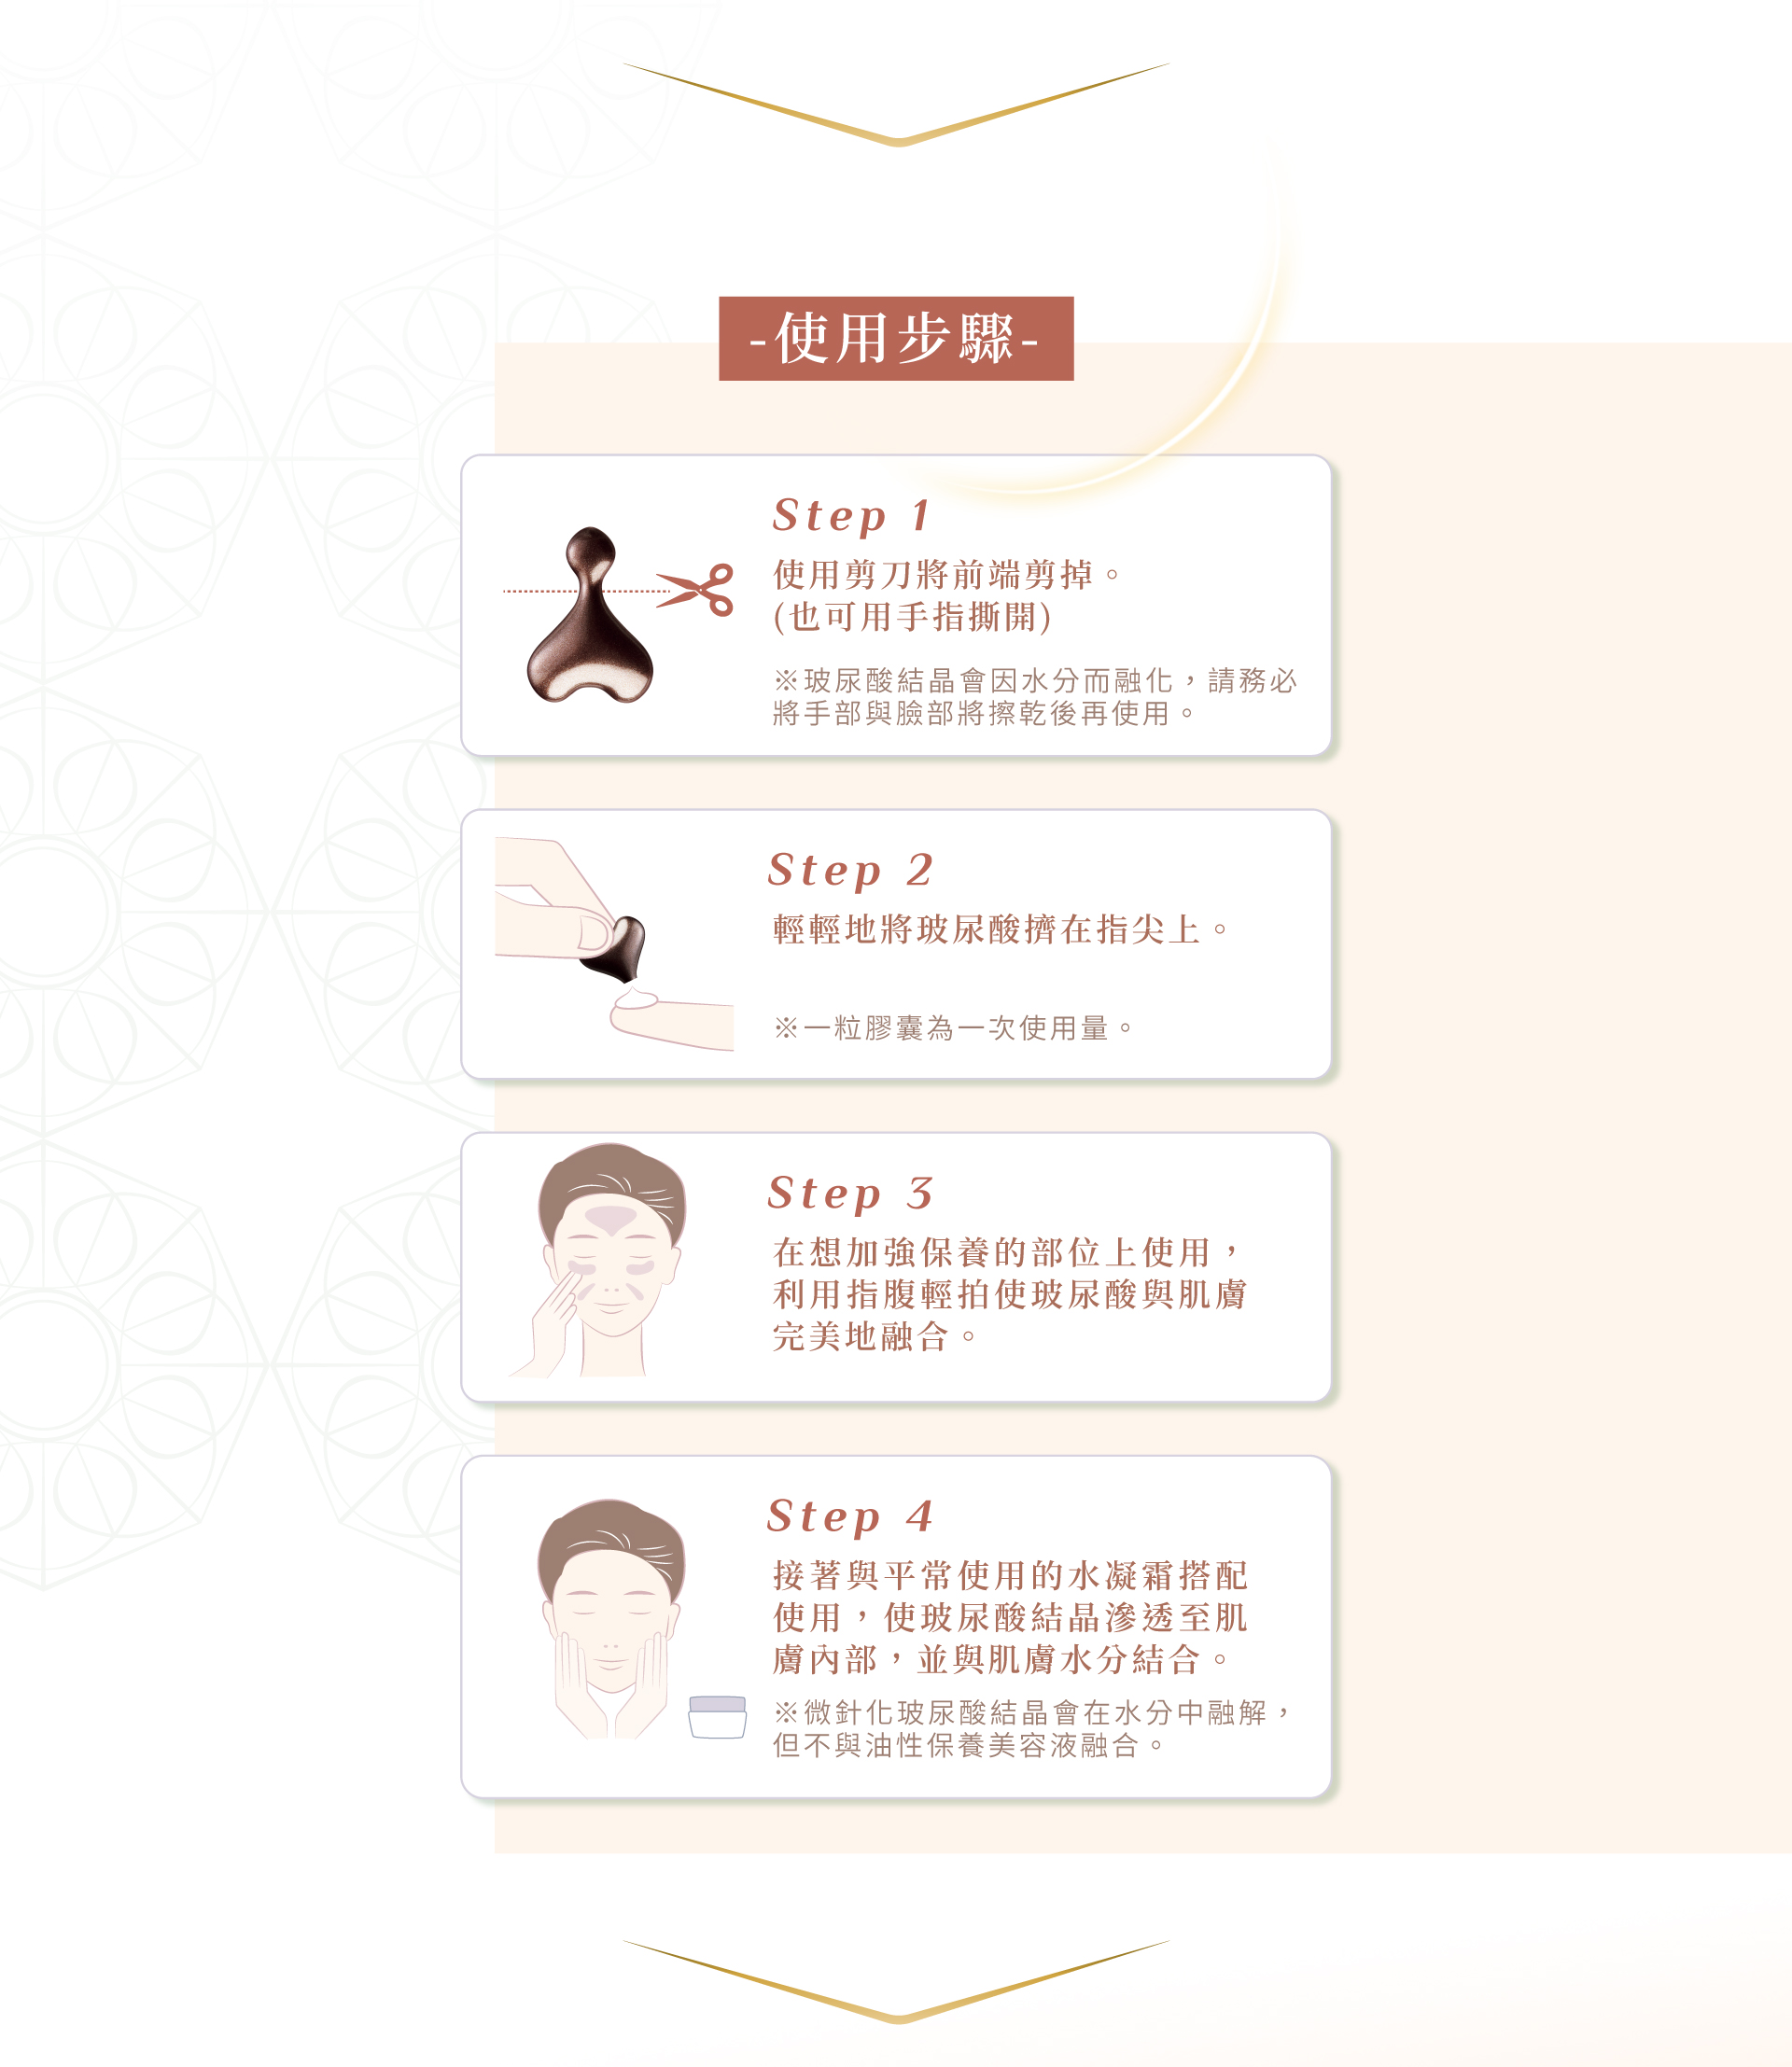 -使用步驟-
Step 1
使用剪刀將前端剪掉。
(也可用手指撕開)
※玻尿酸結晶會因水分而融化，請務必
將手部與臉部將擦乾後再使用。
Step 2
輕輕地將玻尿酸擠在指尖上。
※一粒膠囊為一次使用量。
Step 3
在想加強保養的部位上使用，
利用指腹輕拍使玻尿酸與肌膚
完美地融合。
Step 4
接著與平常使用的水凝霜搭配
使用，使玻尿酸結晶滲透至肌
膚內部，並與肌膚水分結合。
※微針化玻尿酸結晶會在水分中融解，
但不與油性保養美容液融合。